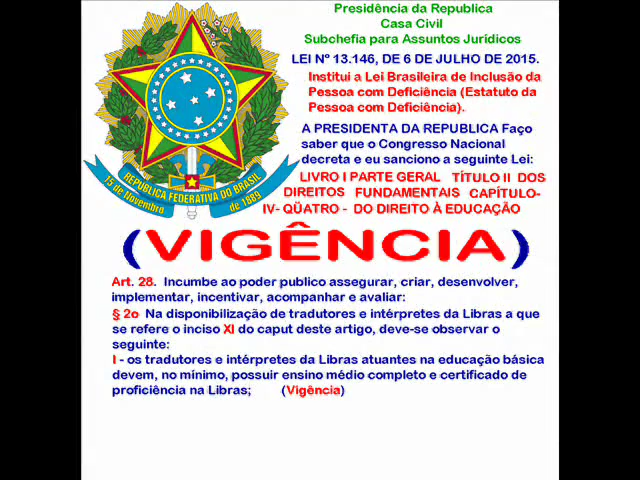 Presidência da Republica
Casa Civil
Subchefia para Assuntos Jurídicos
LEI Nº 13.146, DE 6 DE JULHO DE 2015.
Institui a Lei Brasileira de Inclusão da
Pessoa com Deficiência (Estatuto da
Pessoa com Deficiência).
A PRESIDENTA DA REPUBLICA Faço
saber que o Congresso Nacional
decreta e eu sanciono a seguinte Lei:
REPUBLICA FEDERATIVA DO BRASIL
15 de Novembro de 1889
LIVRO I PARTE GERAL TÍTULO II DOS
DIREITOS FUNDAMENTAIS CAPÍTULO-
IV- QÜATRO - DO DIREITO À EDUCAÇÃO
(VIGÊNCIA)
Art. 28. Incumbe ao poder publico assegurar, criar, desenvolver,
implementar, incentivar, acompanhar e avaliar:
§ 2o Na disponibilização de tradutores e intérpretes da Libras a que
se refere o inciso XI do caput deste artigo, deve-se observar o
seguinte:
I - os tradutores e intérpretes da Libras atuantes na educação básica
devem, no mínimo, possuir ensino médio completo e certificado de
proficiência na Libras; (Vigência)